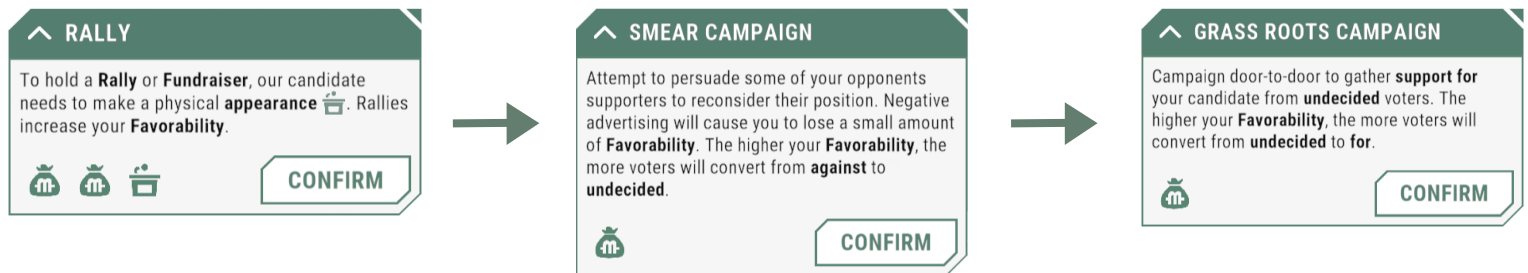 RALLY
To hold a Rally or Fundraiser, our candidate
needs to make a physical appearance . Rallies
increase your Favorability.
CONFIRM
SMEAR CAMPAIGN
Attempt to persuade some of your opponents
supporters to reconsider their position. Negative
advertising will cause you to lose a small amount
of Favorability. The higher your Favorability, the
more voters will convert from against to
undecided.
CONFIRM
GRASS ROOTS CAMPAIGN
Campaign door-to-door to gather support for
your candidate from undecided voters. The
higher your Favorability, the more voters will
convert from undecided to for.
CONFIRM